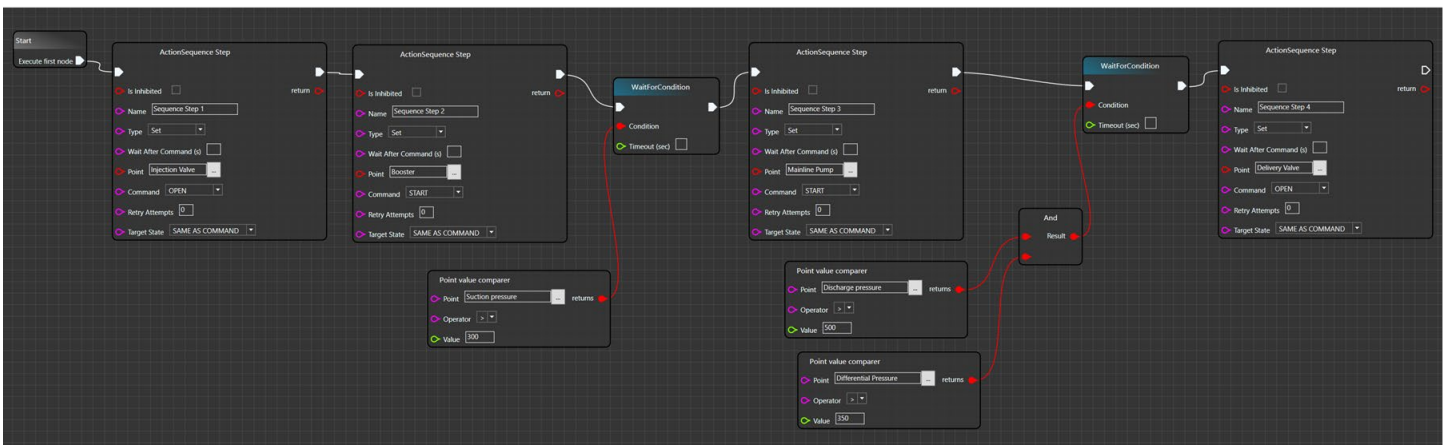 Start
Execute first node
ActionSequence Step
Is Inhibited
return
Name Sequence Step 1
Type Set
Wait After Command (s)
Point Injection Valve ...
Command OPEN
Retry Attempts 0
Target State SAME AS COMMAND
ActionSequence Step
Is Inhibited
return
Name Sequence Step 2
Type Set
Wait After Command (s)
Point Booster ...
Command START
Retry Attempts 0
Target State SAME AS COMMAND
WaitForCondition
Condition
Timeout (sec)
Point value comparer
Point Suction pressure ... returns
Operator >
Value 300
ActionSequence Step
Is Inhibited
return
Name Sequence Step 3
Type Set
Wait After Command (s)
Point Mainline Pump ...
Command START
Retry Attempts 0
Target State SAME AS COMMAND
Point value comparer
Point Discharge pressure ... returns
Operator >
Value 500
Point value comparer
Point Differential Pressure ... returns
Operator >
Value 350
And
Result
WaitForCondition
Condition
Timeout (sec)
ActionSequence Step
Is Inhibited
return
Name Sequence Step 4
Type Set
Wait After Command (s)
Point Delivery Valve ...
Command OPEN
Retry Attempts 0
Target State SAME AS COMMAND